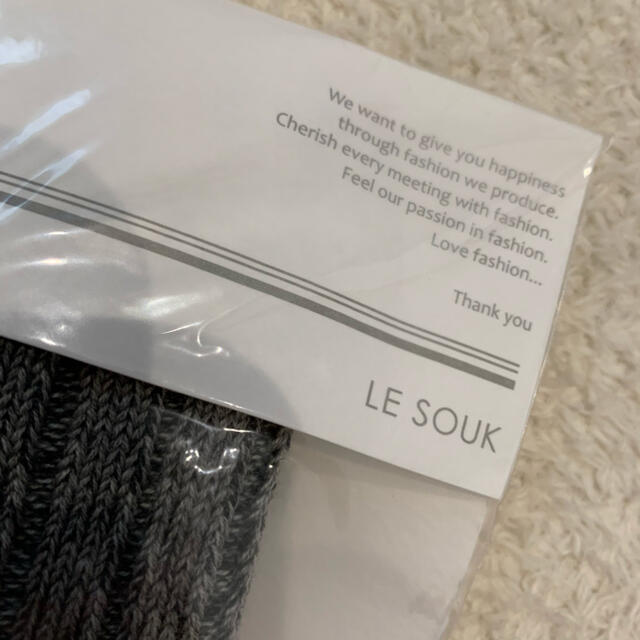 We want to give you happiness
through fashion we produce.
Cherish every meeting with fashion.
Feel our passion in fashion.
Love fashion...
Thank you
LE SOUK